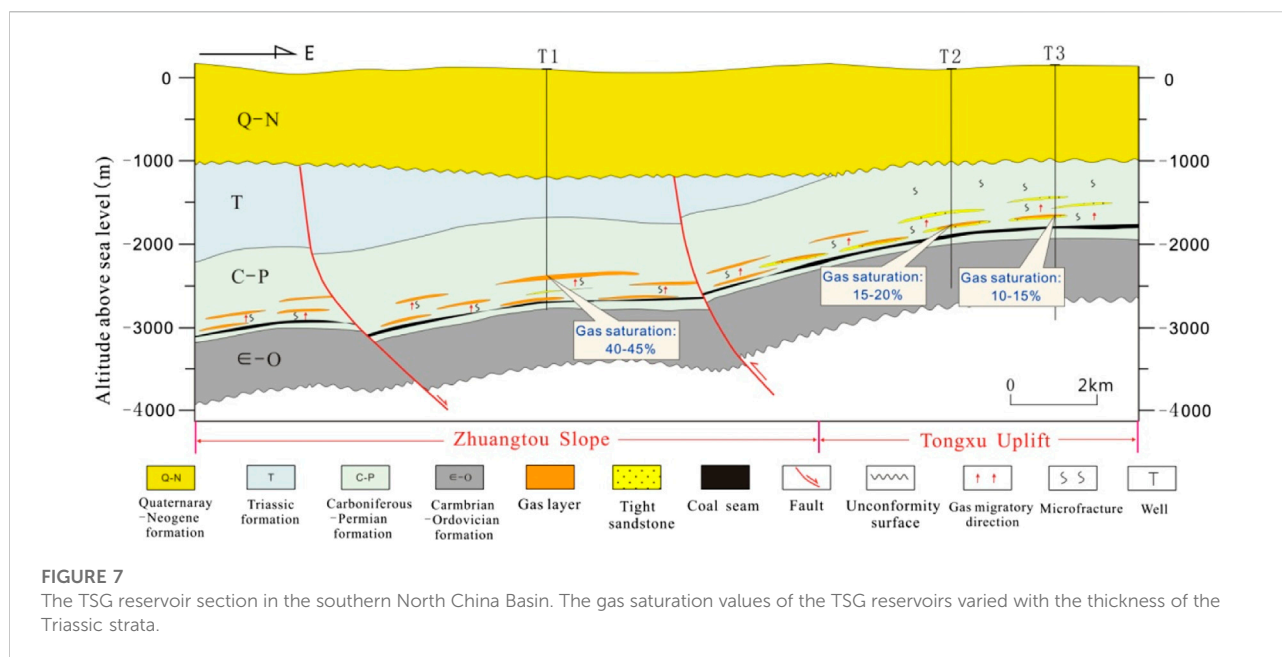 E
T1
T2
T3
0
0
Q-N
Altitude above sea level(m)
-1000
-1000
T
-2000
-2000
C-P
Gas saturation:
15-20%
Gas saturation:
10-15%
-3000
-3000
Gas saturation:
40-45%
∈-O
0 2km
-4000
-4000
Zhuangtou Slope
Tongxu Uplift
Q-N
T
C-P
∈-O
T
Quaternaray
-Neogene
formation
Triassic
formation
Carboniferous
-Permian
formation
Carmbrian
-Ordovician
formation
Gas layer
Tight
sandstone
Coal seam
Fault
Unconformity
surface
Gas migratory
direction
Microfracture
Well
FIGURE 7
The TSG reservoir section in the southern North China Basin. The gas saturation values of the TSG reservoirs varied with the thickness of the
Triassic strata.